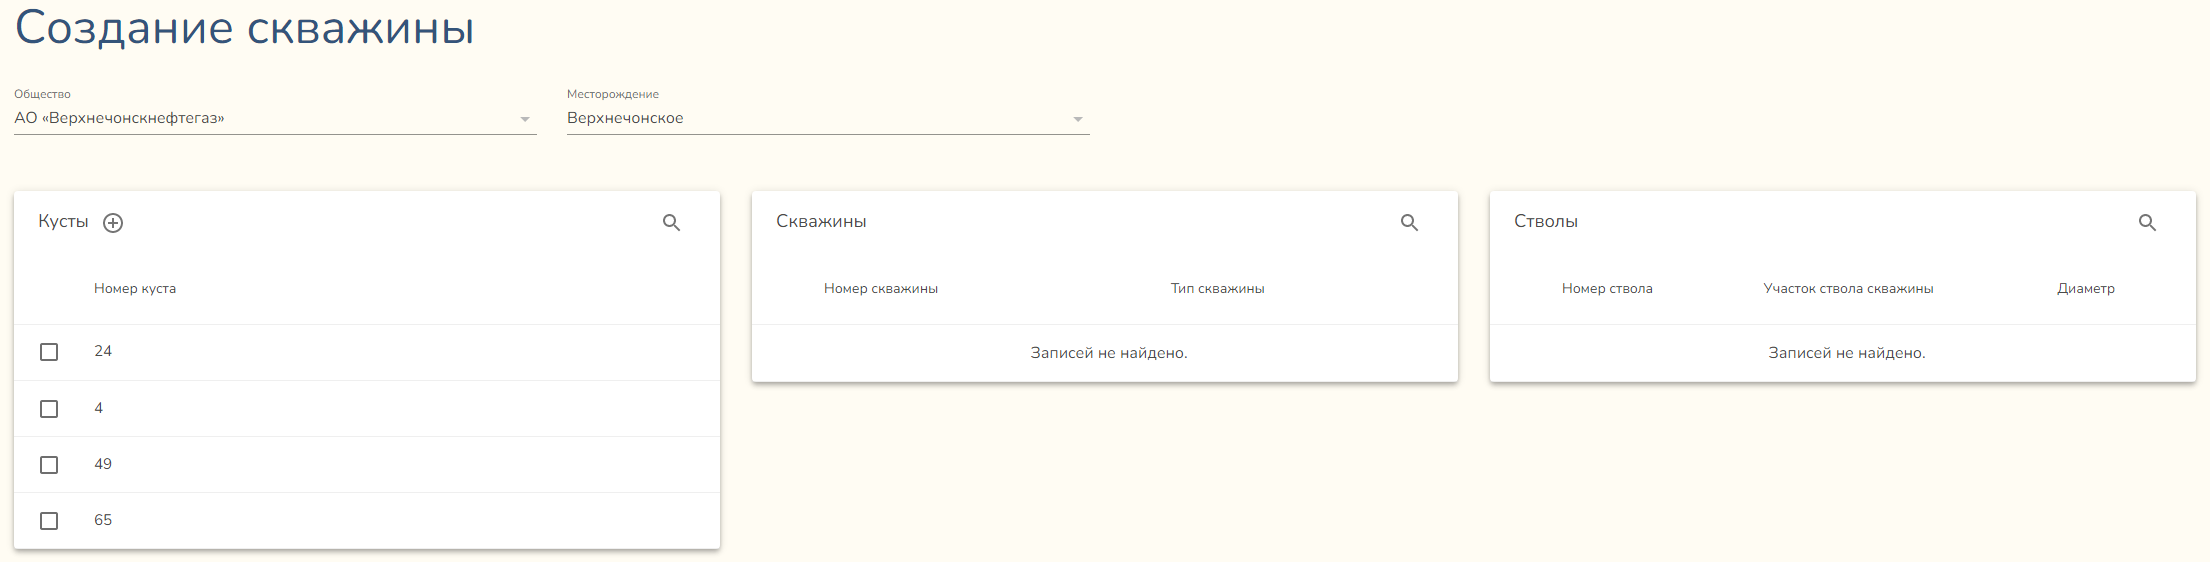 Создание скважины
Общество
АО «Верхнечонскнефтегаз»
Месторождение
Верхнечонское
Кусты
Номер куста
24
4
49
65
Скважины
Номер скважины Тип скважины
Записей не найдено.
Стволы
Номер ствола Участок ствола скважины Диаметр
Записей не найдено.